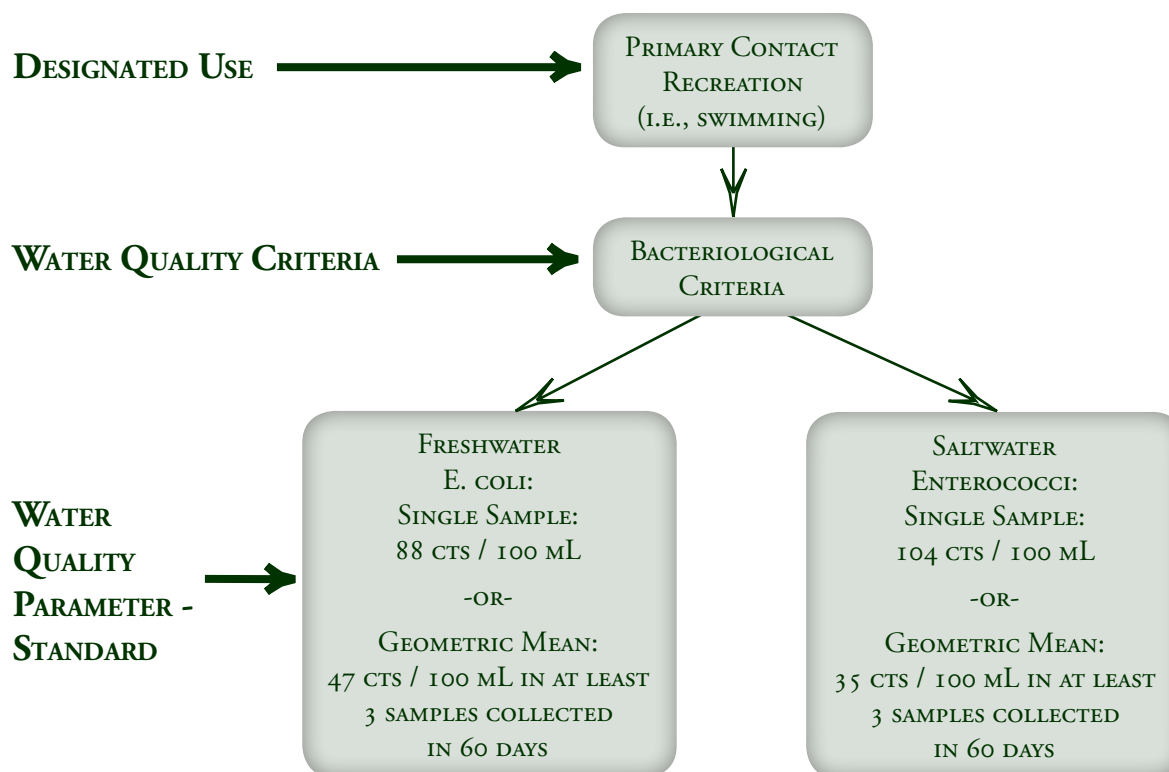 Designated Use
Primary Contact
Recreation
(i.e., swimming)
Water Quality Criteria
Bacteriological
Criteria
Water
Quality
Parameter -
Standard
Freshwater
E. coli:
Single Sample:
88 cts / 100 mL
-or-
Geometric Mean:
47 cts / 100 mL in at least
3 samples collected
in 60 days
Saltwater
Enterococci:
Single Sample:
104 cts / 100 mL
-or-
Geometric Mean:
35 cts / 100 mL in at least
3 samples collected
in 60 days